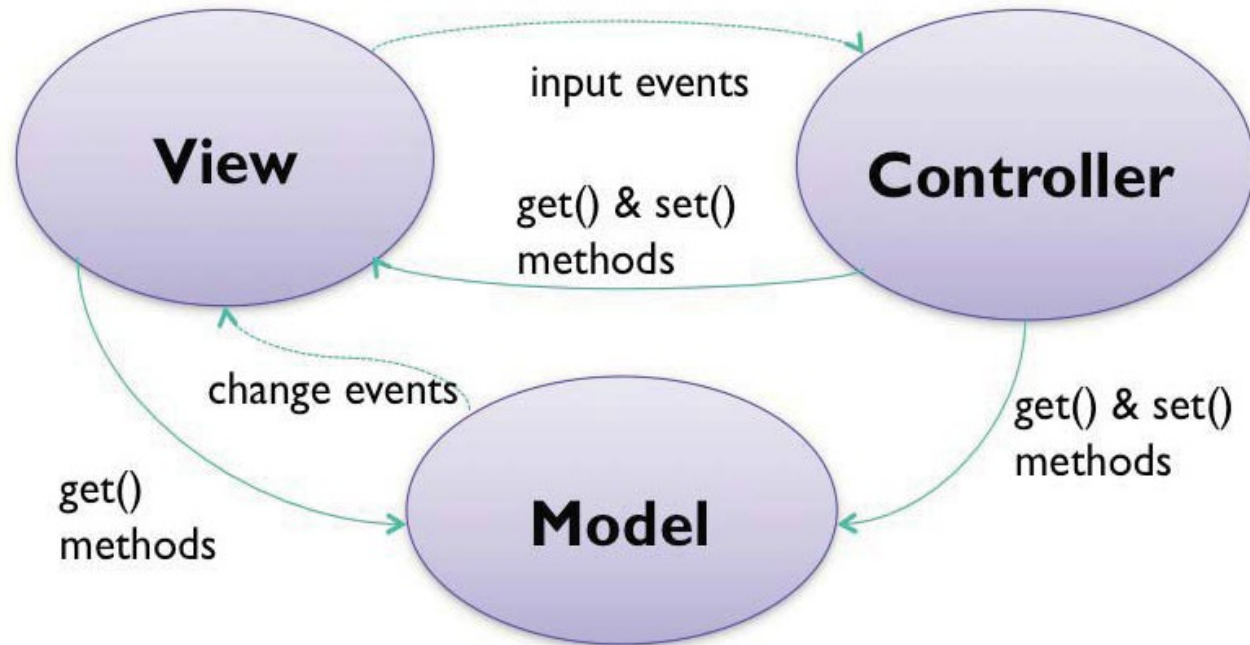 input events
View
Controller
get() & set()
methods
change events
get() & set()
methods
get()
methods
Model